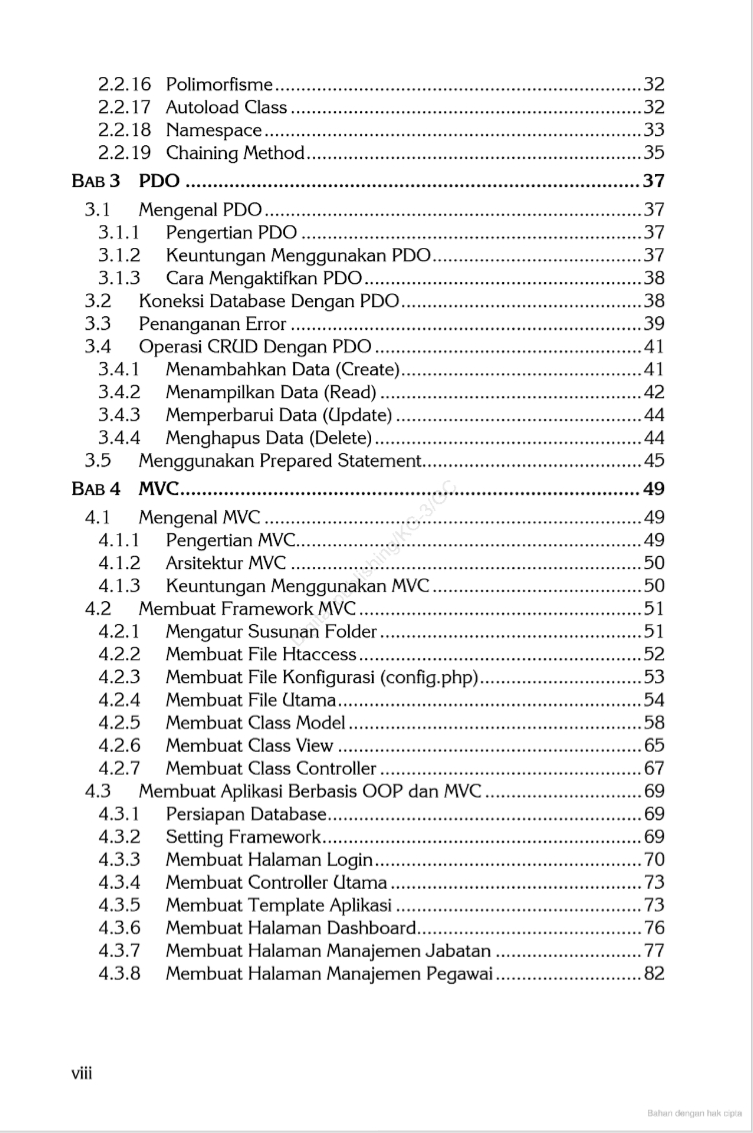 2.2.16 Polimorfisme........................................32
2.2.17 Autoload Class........................................32
2.2.18 Namespace........................................33
2.2.19 Chaining Method........................................35
BAB 3 PDO ........................................37
3.1 Mengenal PDO........................................37
3.1.1 Pengertian PDO ........................................37
3.1.2 Keuntungan Menggunakan PDO........................................37
3.1.3 Cara Mengaktifkan PDO........................................38
3.2 Koneksi Database Dengan PDO........................................38
3.3 Penanganan Error ........................................39
3.4 Operasi CRUD Dengan PDO........................................41
3.4.1 Menambahkan Data (Create)........................................41
3.4.2 Menampilkan Data (Read) ........................................42
3.4.3 Memperbarui Data (Update) ........................................44
3.4.4 Menghapus Data (Delete)........................................44
3.5 Menggunakan Prepared Statement........................................45
BAB 4 MVC........................................49
4.1 Mengenal MVC ........................................49
4.1.1 Pengertian MVC........................................49
4.1.2 Arsitektur MVC ........................................50
4.1.3 Keuntungan Menggunakan MVC ........................................50
4.2 Membuat Framework MVC........................................51
4.2.1 Mengatur Susunan Folder........................................51
4.2.2 Membuat File Htaccess........................................52
4.2.3 Membuat File Konfigurasi (config.php)........................................53
4.2.4 Membuat File Utama........................................54
4.2.5 Membuat Class Model........................................58
4.2.6 Membuat Class View ........................................65
4.2.7 Membuat Class Controller ........................................67
4.3 Membuat Aplikasi Berbasis OOP dan MVC........................................69
4.3.1 Persiapan Database........................................69
4.3.2 Setting Framework........................................69
4.3.3 Membuat Halaman Login........................................70
4.3.4 Membuat Controller Utama ........................................73
4.3.5 Membuat Template Aplikasi ........................................73
4.3.6 Membuat Halaman Dashboard........................................76
4.3.7 Membuat Halaman Manajemen Jabatan ........................................77
4.3.8 Membuat Halaman Manajemen Pegawai........................................82
viii
Bahan dengan hak cipta